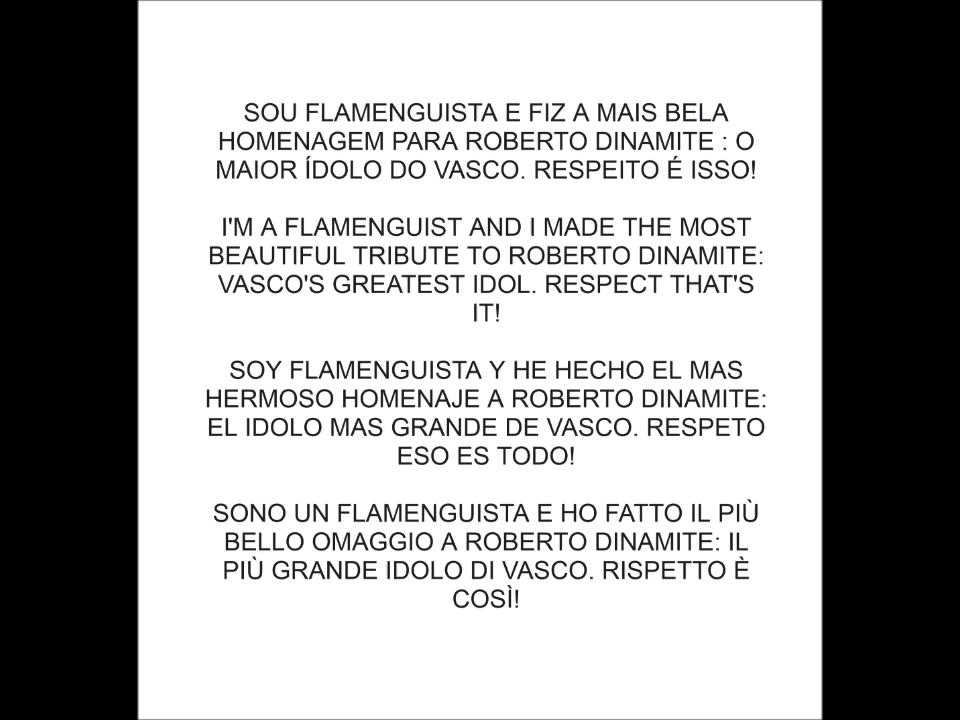 SOU FLAMENGUISTA E FIZ A MAIS BELA
HOMENAGEM PARA ROBERTO DINAMITE : O
MAIOR ÍDOLO DO VASCO. RESPEITO É ISSO!
I'M A FLAMENGUIST AND I MADE THE MOST
BEAUTIFUL TRIBUTE TO ROBERTO DINAMITE:
VASCO'S GREATEST IDOL. RESPECT THAT'S
IT!
SOY FLAMENGUISTA Y HE HECHO EL MAS
HERMOSO HOMENAJE A ROBERTO DINAMITE:
EL IDOLO MAS GRANDE DE VASCO. RESPETO
ESO ES TODO!
SONO UN FLAMENGUISTA E HO FATTO IL PIÙ
BELLO OMAGGIO A ROBERTO DINAMITE: IL
PIÙ GRANDE IDOLO DI VASCO. RISPETTO È
COSÌ!